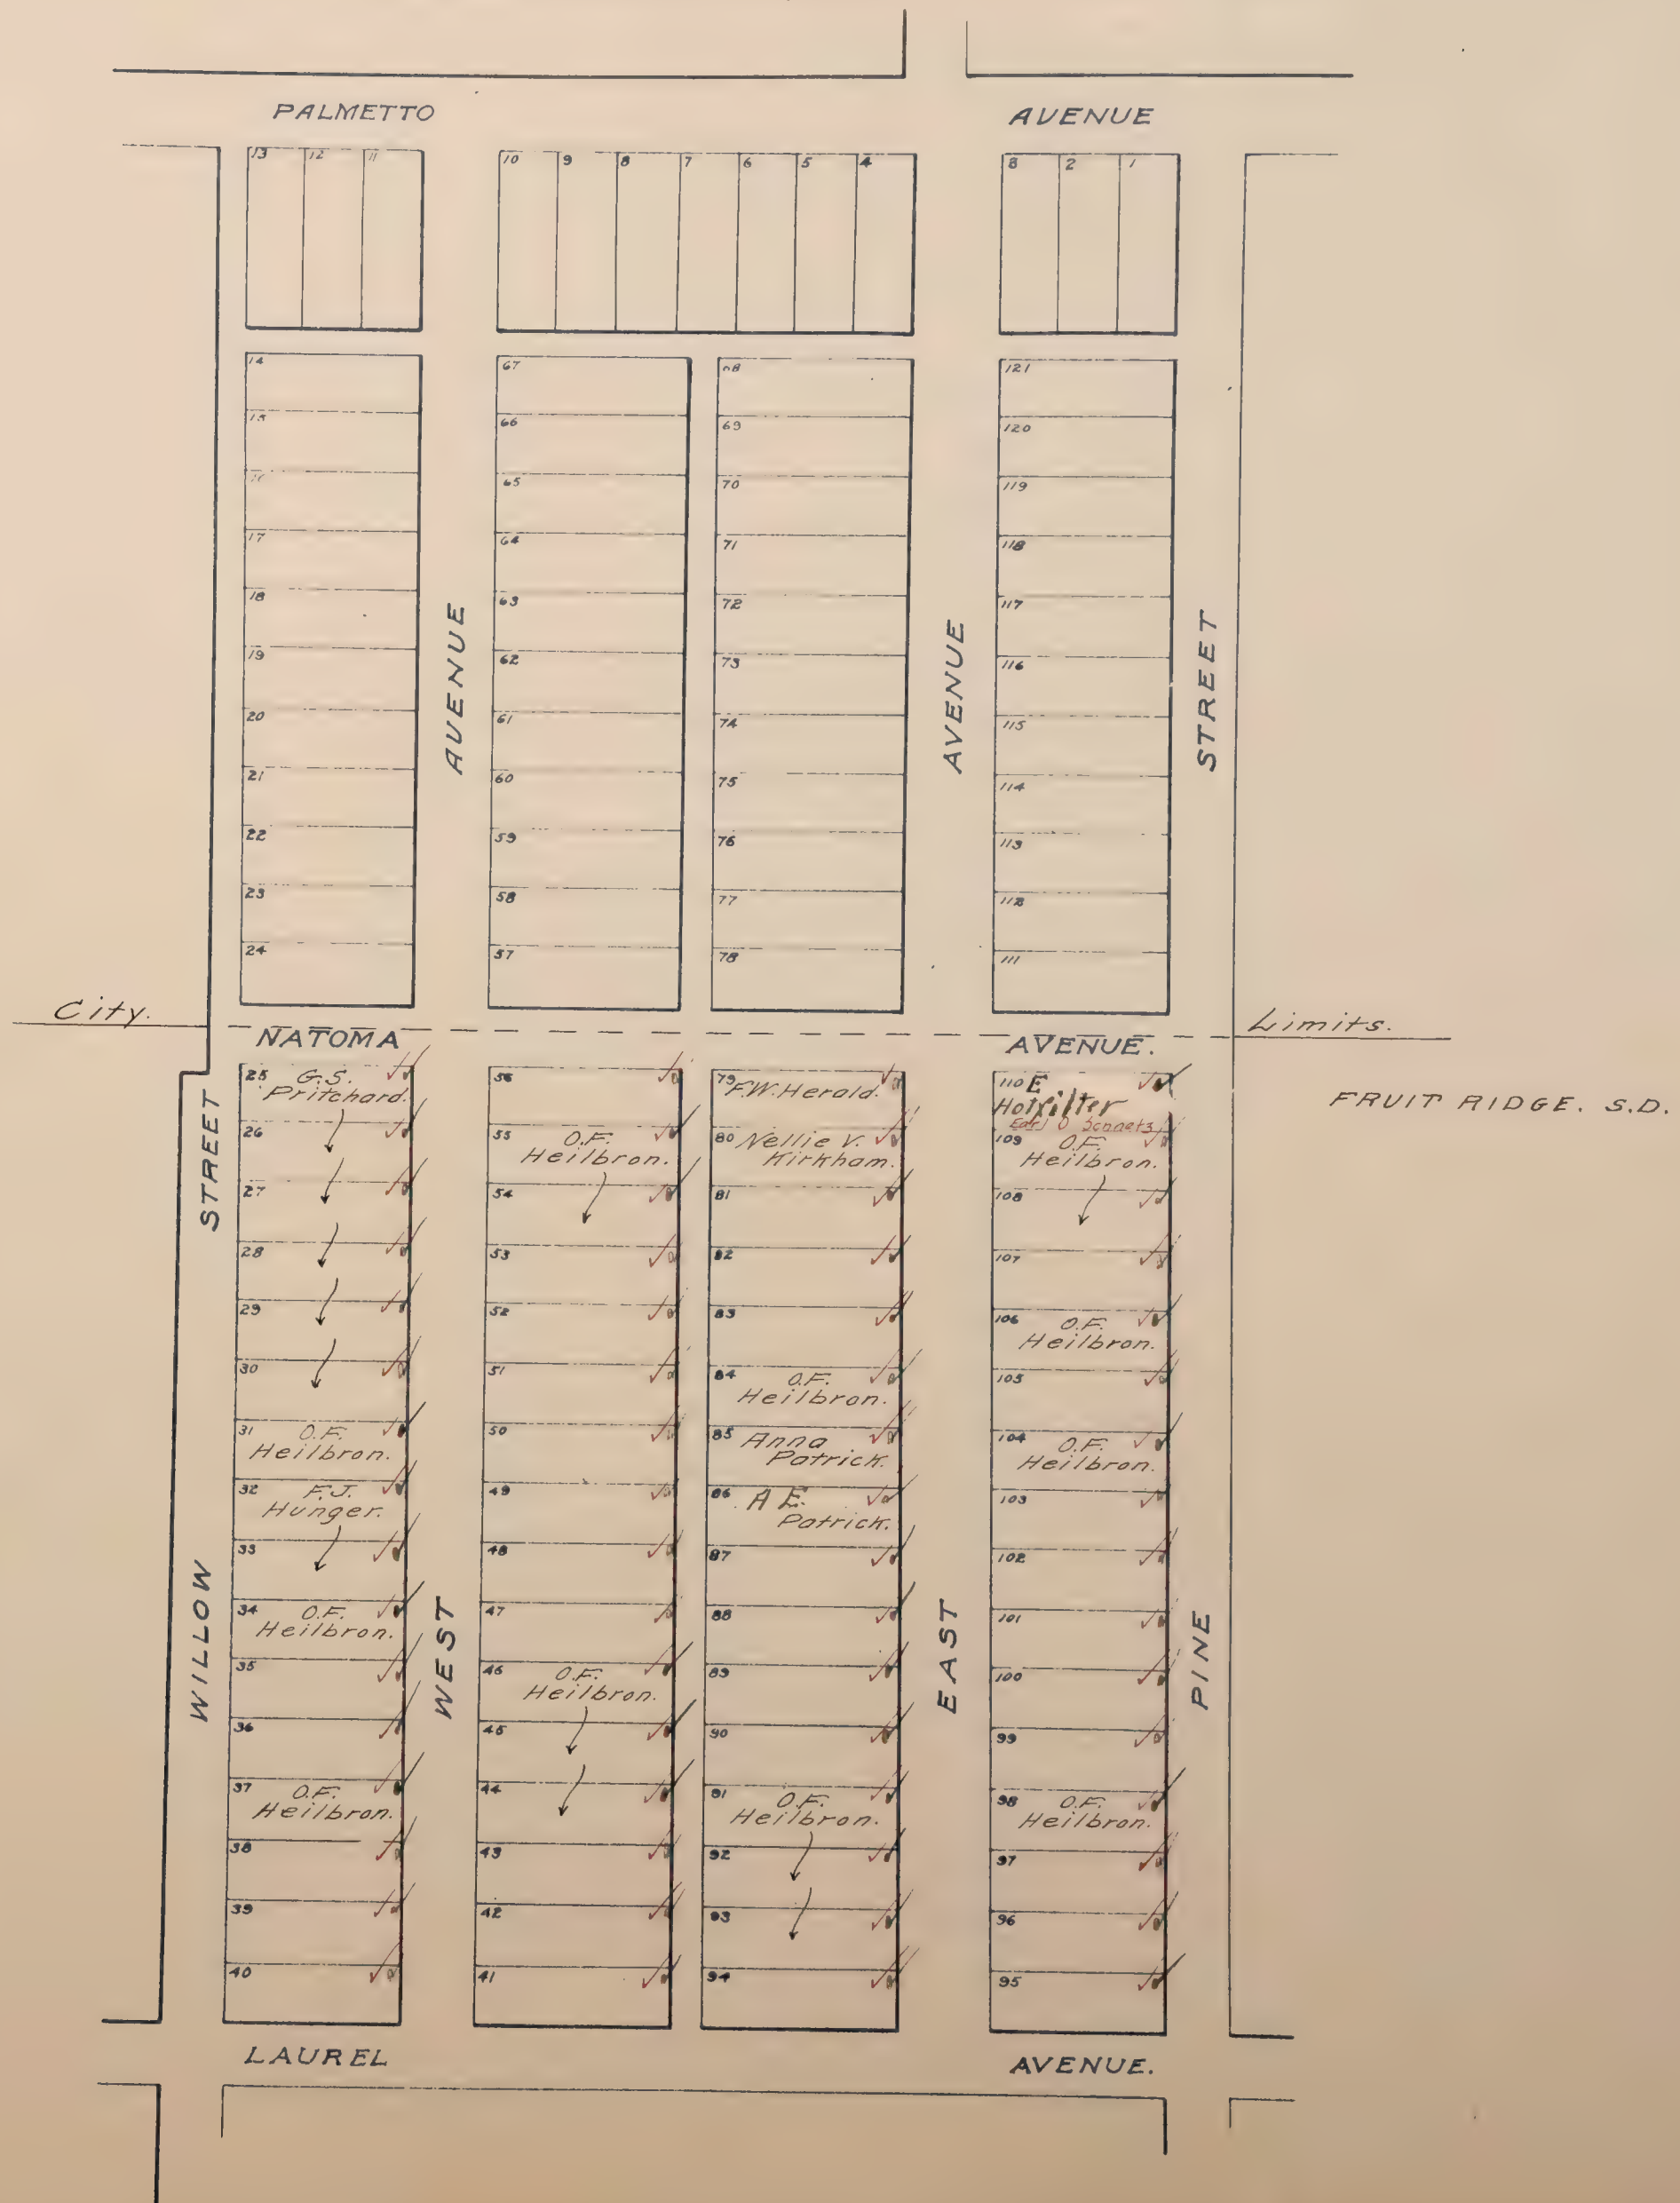 PALMETTO AVENUE
13 12 11 10 9 8 7 6 5 4 3 2 1
14 67 68 121
15 66 69 120
16 65 70 119
17 64 71 118
18 63 72 117
19 62 73 116
20 61 74 115
21 60 75 114
22 59 76 113
23 58 77 112
24 57 78 111
AVENUE AVENUE STREET
City. Limits.
NATOMA AVENUE.
FRUIT RIDGE. S.D.
STREET
WILLOW
25 G.S.
Pritchard.
26
27
28
29
30
31 O.F.
Heilbron.
32 F.J.
Hunger.
33
34 O.F.
Heilbron.
35
36
37 O.F.
Heilbron.
38
39
40
WEST
56
55 O.F.
Heilbron.
54
53
52
51
50
49
48
47
46 O.F.
Heilbron.
45
44
43
42
41
79 F.W. Herald.
80 Nellie V.
Kirkham.
81
82
83
84 O.F.
Heilbron.
85 Anna
Patrick.
86 A E.
Patrick.
87
88
89
90
91 O.F.
Heilbron.
92
93
94
EAST
110 E
Earl O
109 O.F.
Heilbron.
108
107
106 O.F.
Heilbron.
105
104 O.F.
Heilbron.
103
102
101
100
99
98 O.F.
Heilbron.
97
96
95
PINE
LAUREL AVENUE.